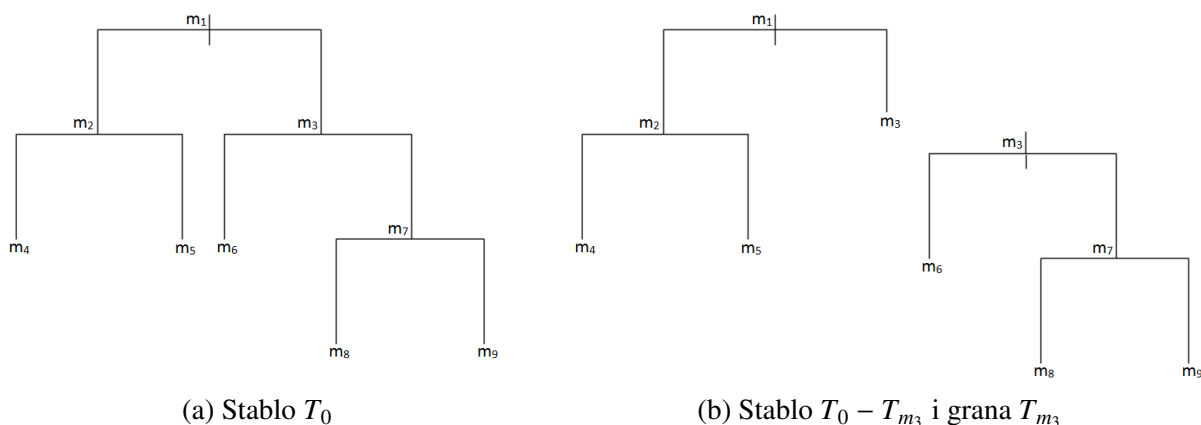 m₁
m₂ m₃
m₄ m₅ m₆ m₇
m₈ m₉
(a) Stablo T₀
m₁
m₂ m₃
m₃
m₄ m₅ m₆ m₇
m₈ m₉
(b) Stablo T₀ − Tₘ₃ i grana Tₘ₃